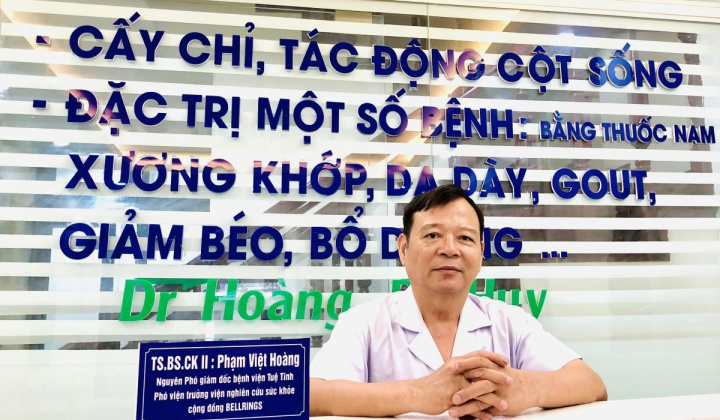 - CẤY CHỈ, TÁC ĐỘNG CỘT SỐNG
- ĐẶC TRỊ MỘT SỐ BỆNH: BẰNG THUỐC NAM
XƯƠNG KHỚP, DẠ DÀY, GOUT,
GIẢM BÉO, BỔ ...
Dr Hoàng
TS.BS.CK II : Phạm Việt Hoàng
Nguyên Phó giám đốc bệnh viện Tuệ Tĩnh
Phó viện trưởng viện nghiên cứu sức khỏe
cộng đồng BELLRINGS